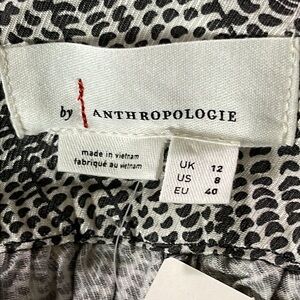 by ANTHROPOLOGIE
made in vietnam
fabriqué au vietnam
UK 12
US 8
EU 40